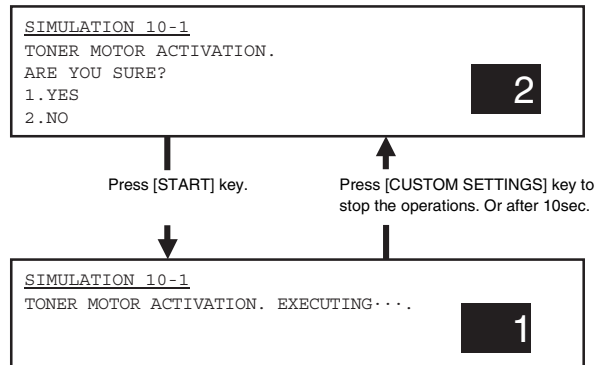 SIMULATION 10-1
TONER MOTOR ACTIVATION.
ARE YOU SURE?
1.YES
2.NO
2
Press [START] key.
Press [CUSTOM SETTINGS] key to
stop the operations. Or after 10sec.
SIMULATION 10-1
TONER MOTOR ACTIVATION. EXECUTING···.
1